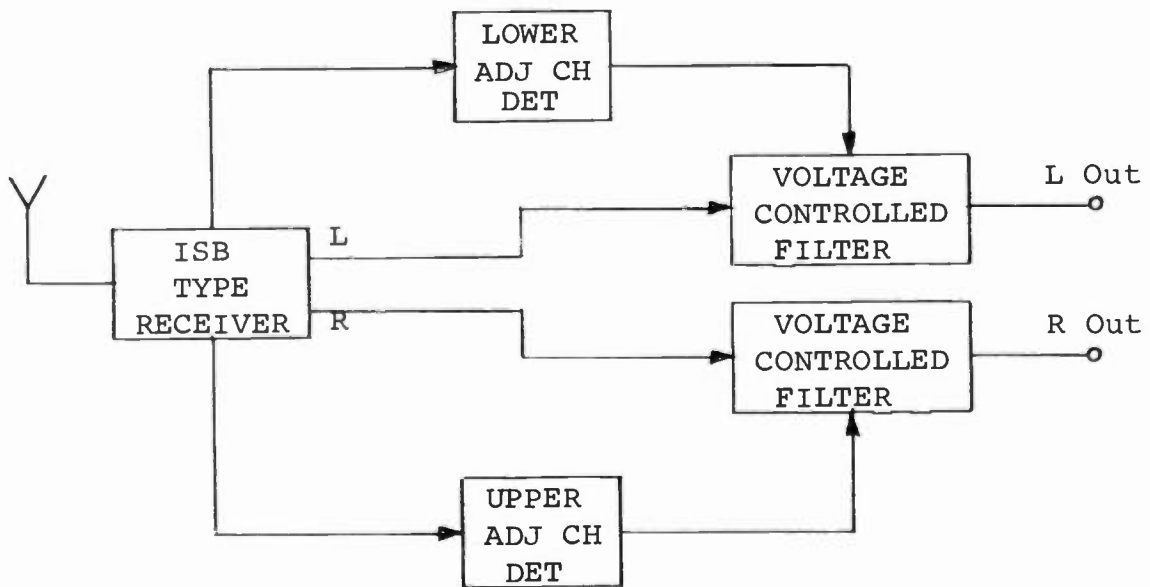 LOWER
ADJ CH
DET
VOLTAGE
CONTROLLED
FILTER
L Out
ISB
TYPE
RECEIVER
L
R
VOLTAGE
CONTROLLED
FILTER
R Out
UPPER
ADJ CH
DET